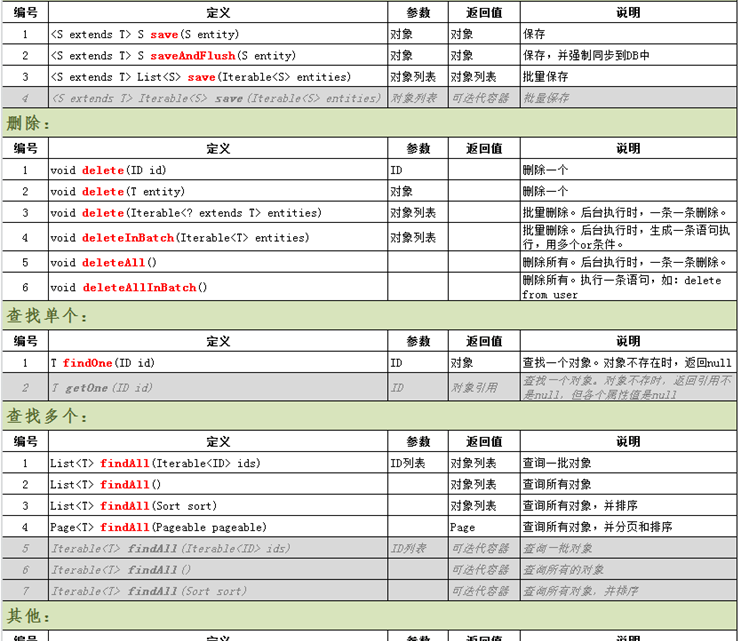 编号 定义 参数 返回值 说明
1 <S extends T> S save(S entity) 对象 对象 保存
2 <S extends T> S saveAndFlush(S entity) 对象 对象 保存，并强制同步到DB中
3 <S extends T> List<S> save(Iterable<S> entities) 对象列表 对象列表 批量保存
4 <S extends T> Iterable<S> save(Iterable<S> entities) 对象列表 可迭代容器 批量保存
删除：
编号 定义 参数 返回值 说明
1 void delete(ID id) ID 删除一个
2 void delete(T entity) 对象 删除一个
3 void delete(Iterable<? extends T> entities) 对象列表 批量删除。后台执行时，一条一条删除。
4 void deleteInBatch(Iterable<T> entities) 对象列表 批量删除。后台执行时，生成一条语句执
行，用多个or条件。
5 void deleteAll() 删除所有。后台执行时，一条一条删除。
6 void deleteAllInBatch() 删除所有。执行一条语句，如：delete
from user
查找单个：
编号 定义 参数 返回值 说明
1 T findOne(ID id) ID 对象 查找一个对象。对象不存在时，返回null
2 T getOne(ID id) ID 对象引用 查找一个对象。对象不存时，返回引用不
是null，但各个属性值是null
查找多个：
编号 定义 参数 返回值 说明
1 List<T> findAll(Iterable<ID> ids) ID列表 对象列表 查询一批对象
2 List<T> findAll() 对象列表 查询所有对象
3 List<T> findAll(Sort sort) 对象列表 查询所有对象，并排序
4 Page<T> findAll(Pageable pageable) Page 查询所有对象，并分页和排序
5 Iterable<T> findAll(Iterable<ID> ids) ID列表 可迭代容器 查询一批对象
6 Iterable<T> findAll() 可迭代容器 查询所有的对象
7 Iterable<T> findAll(Sort sort) 可迭代容器 查询所有对象，并排序
其他：
编号 定义 参数 返回值 说明